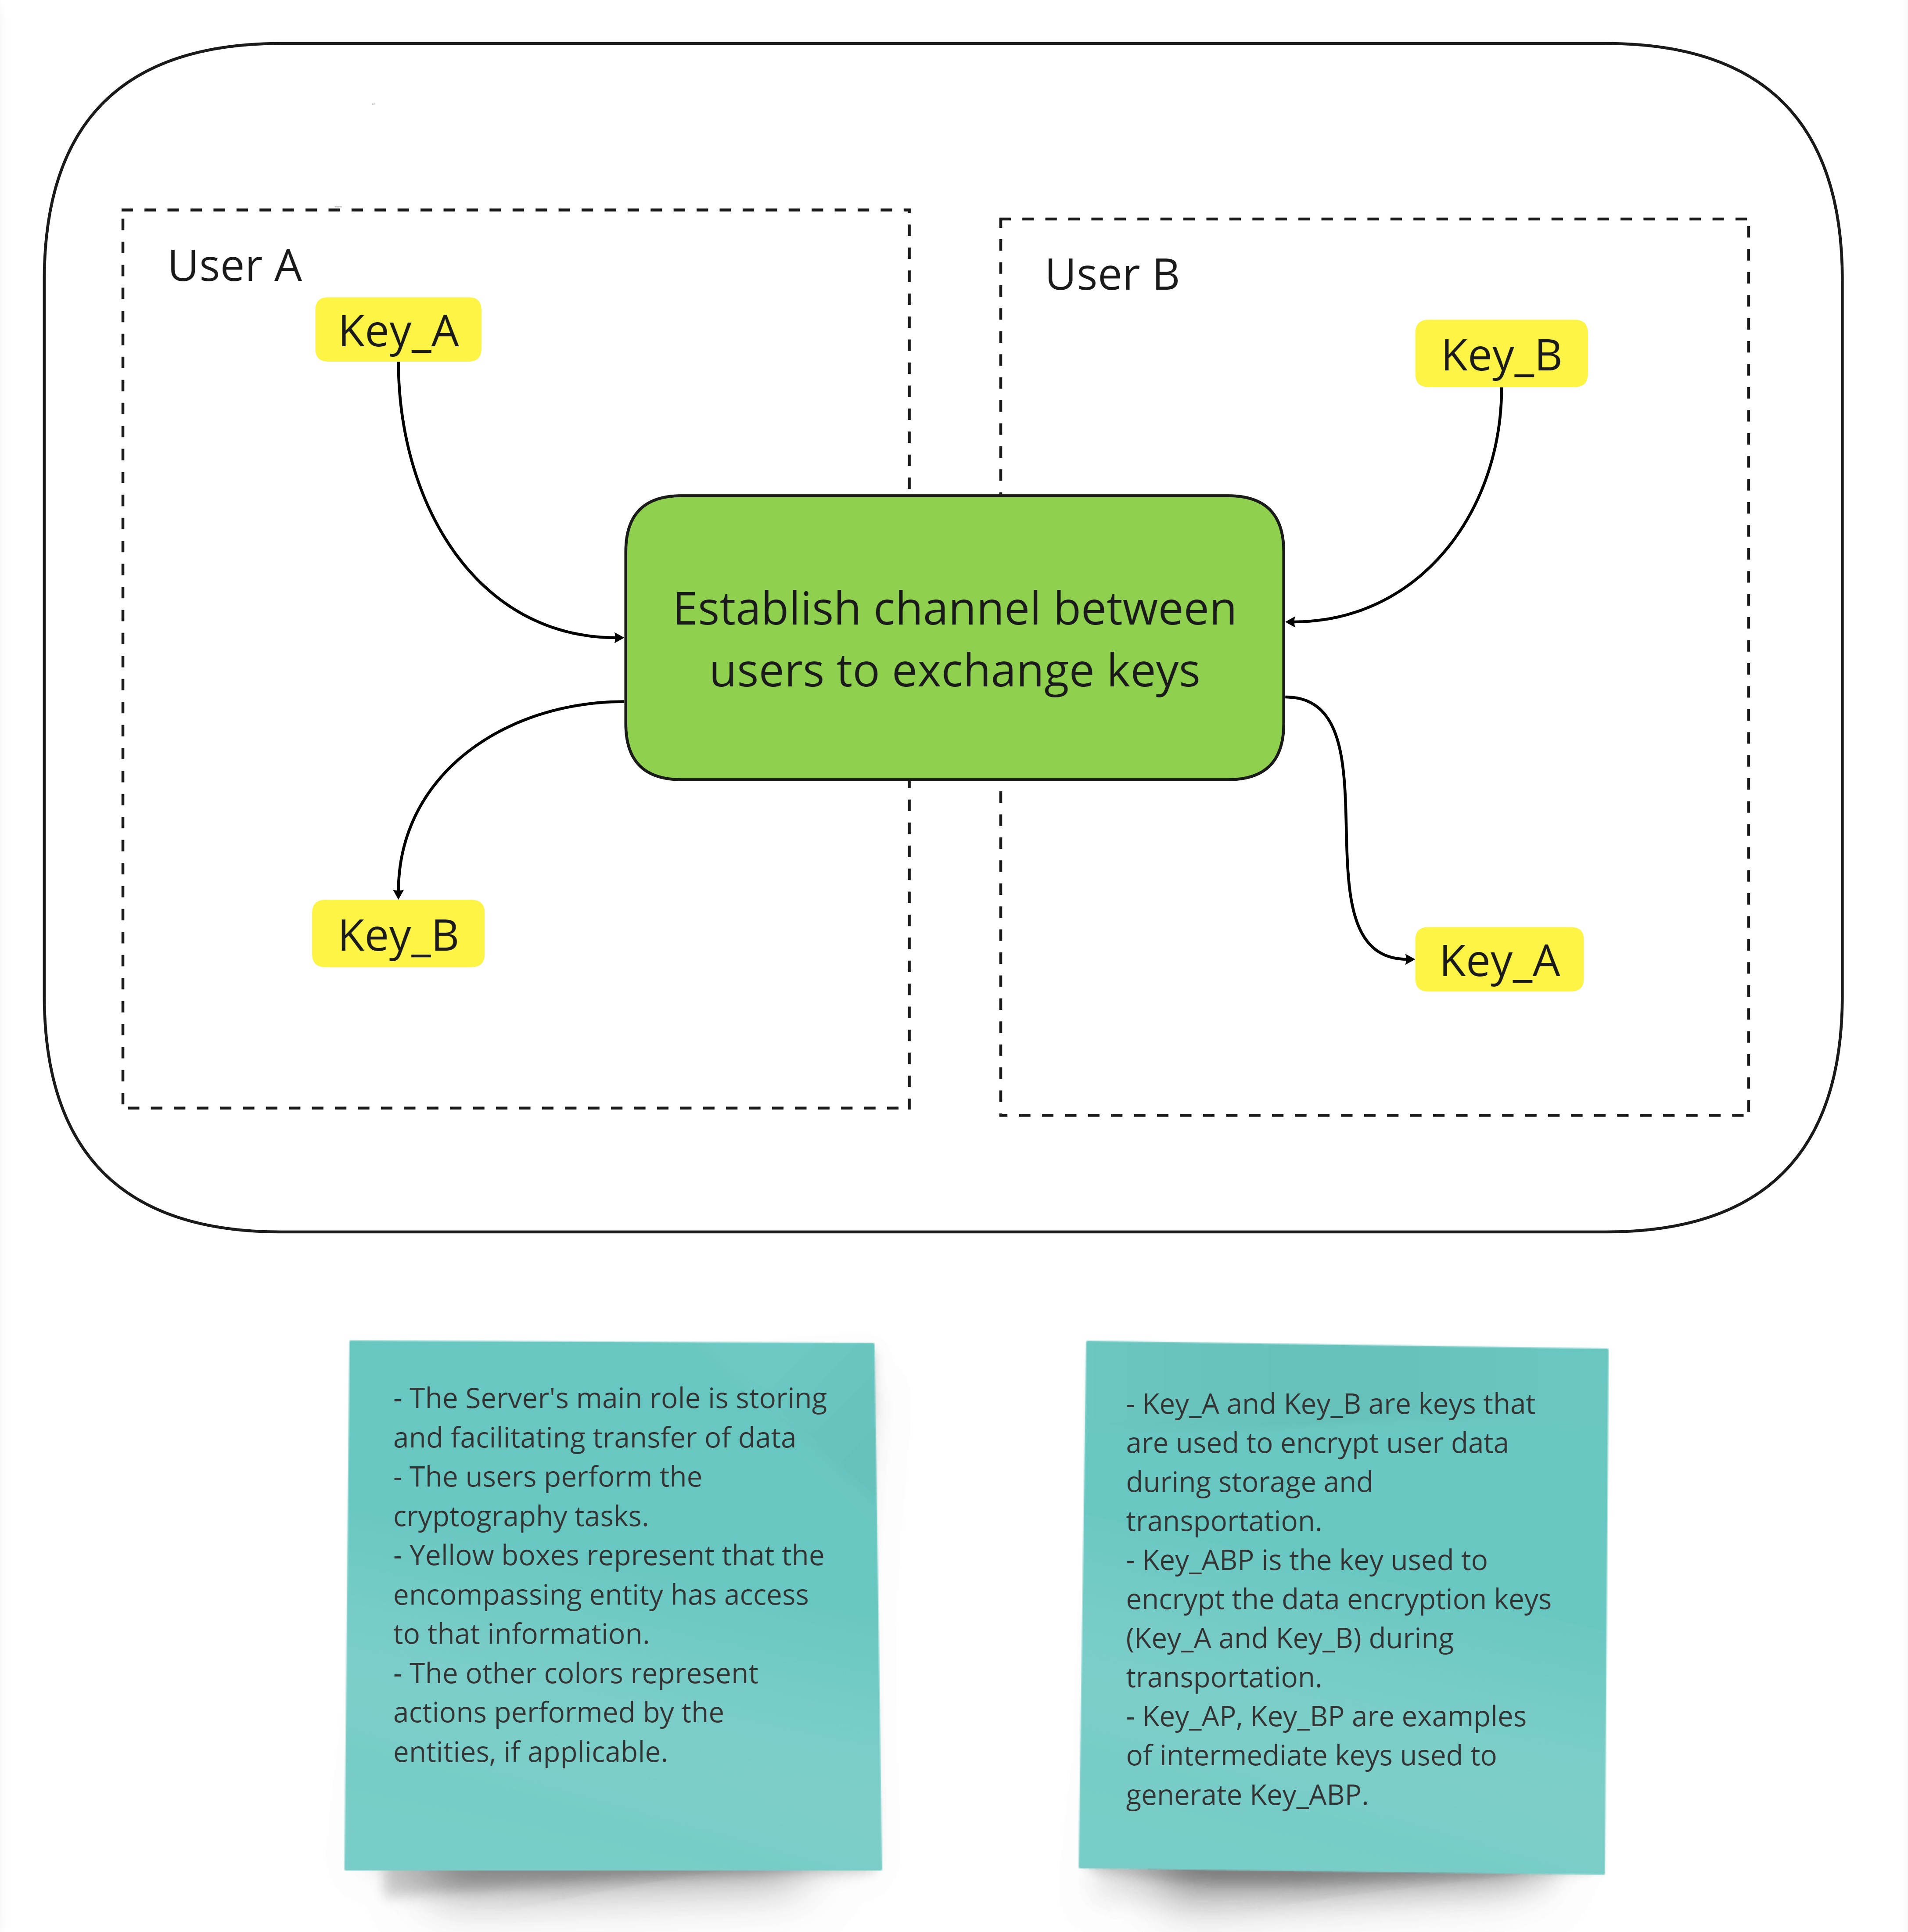 User A
Key_A
User B
Key_B
Establish channel between
users to exchange keys
Key_B
Key_A
- The Server's main role is storing
and facilitating transfer of data
- The users perform the
cryptography tasks.
- Yellow boxes represent that the
encompassing entity has access
to that information.
- The other colors represent
actions performed by the
entities, if applicable.
- Key_A and Key_B are keys that
are used to encrypt user data
during storage and
transportation.
- Key_ABP is the key used to
encrypt the data encryption keys
(Key_A and Key_B) during
transportation.
- Key_AP, Key_BP are examples
of intermediate keys used to
generate Key_ABP.